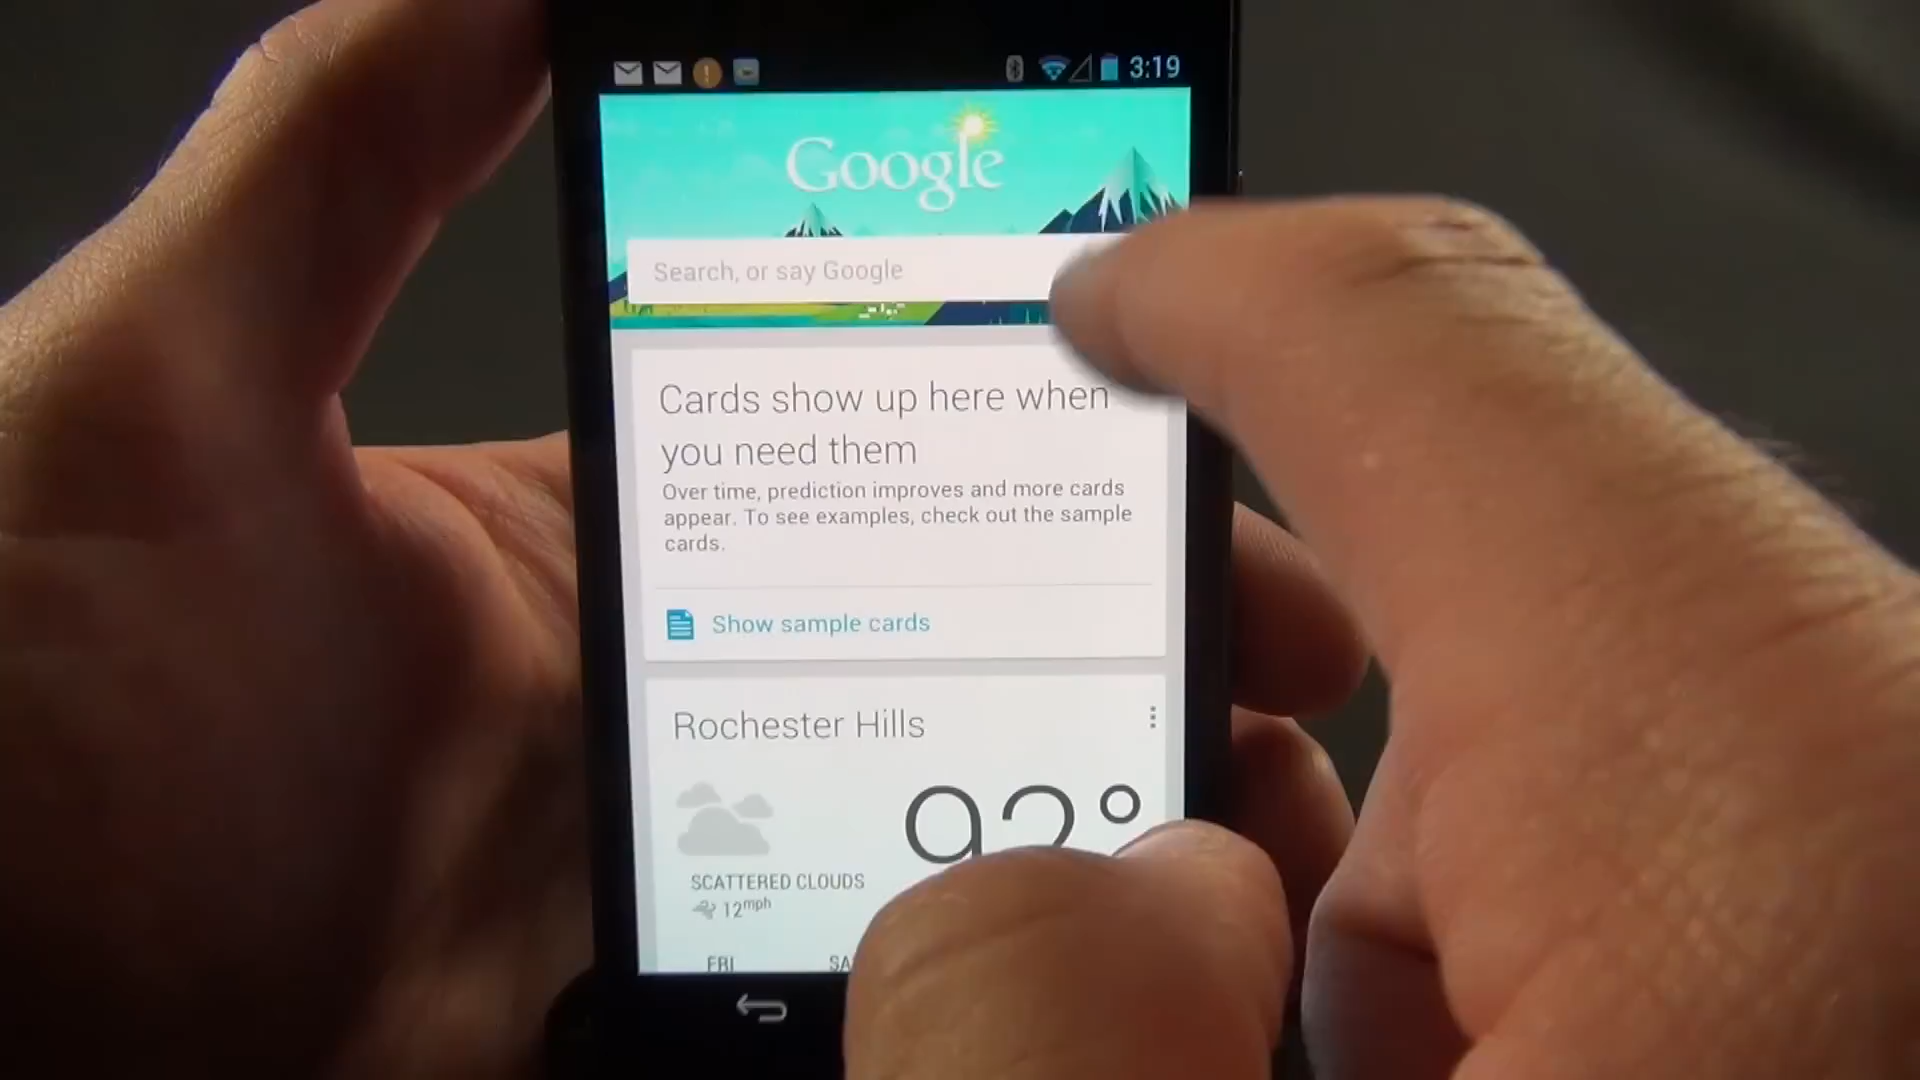 3:19
Google
Search, or say Google
Cards show up here when
you need them
Over time, prediction improves and more cards
appear. To see examples, check out the sample
cards.
Show sample cards
Rochester Hills
92°
SCATTERED CLOUDS
12mph
FRI